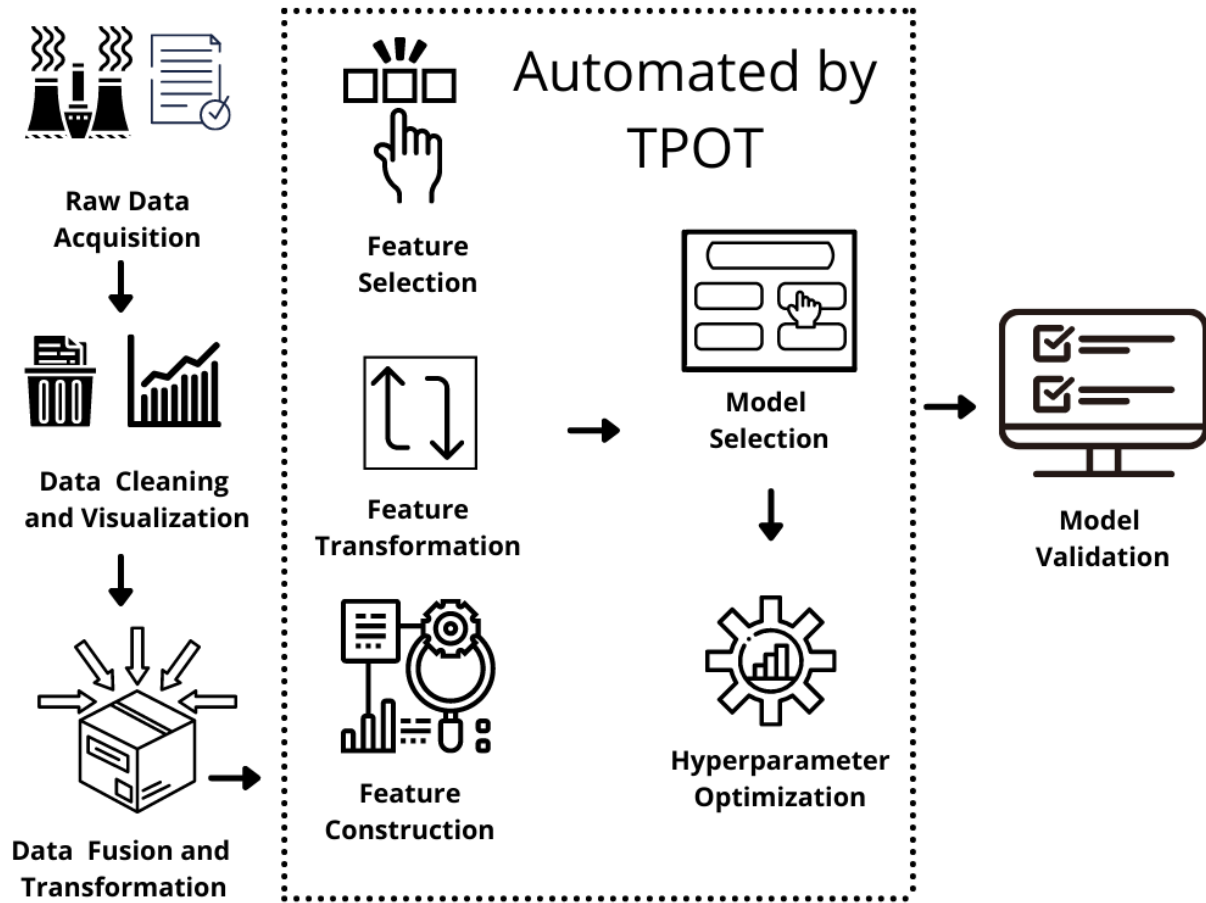 Raw Data
Acquisition
Data Cleaning
and Visualization
Data Fusion and
Transformation
Automated by
TPOT
Feature
Selection
Feature
Transformation
Feature
Construction
Model
Selection
Hyperparameter
Optimization
Model
Validation